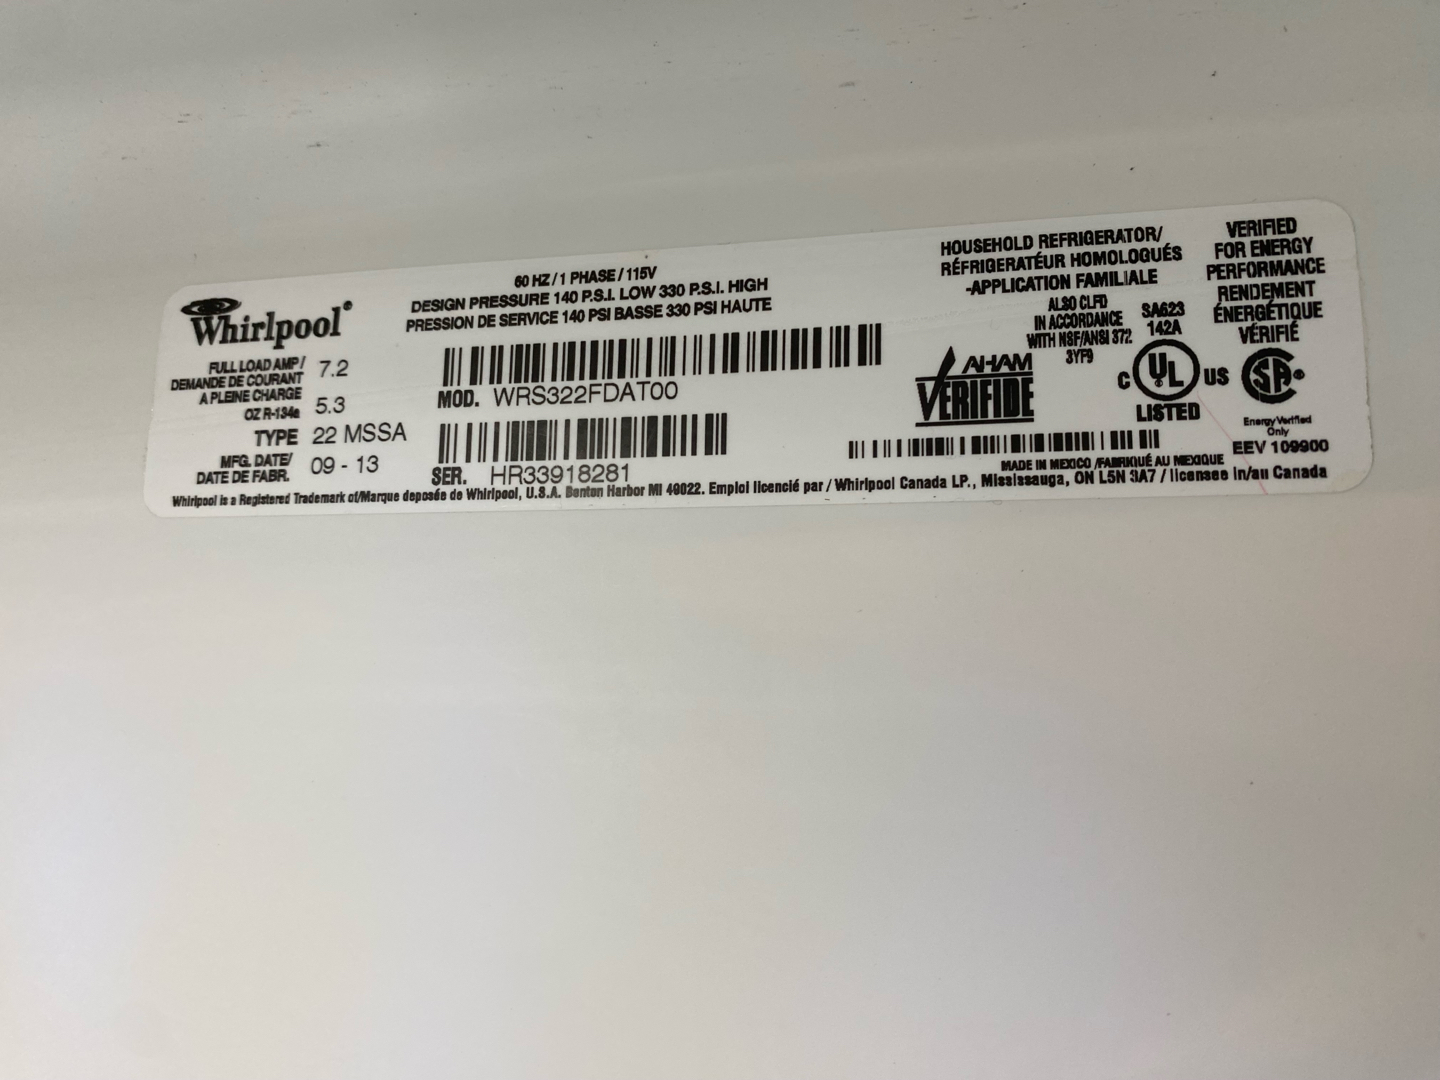 Whirlpool®
FULL LOAD AMP/
DEMANDE DE COURANT
A PLEINE CHARGE
7.2
OZ R-134a
5.3
TYPE 22 MSSA
MFG. DATE/
DATE DE FABR.
09 - 13
60 HZ / 1 PHASE / 115V
DESIGN PRESSURE 140 P.S.I. LOW 330 P.S.I. HIGH
PRESSION DE SERVICE 140 PSI BASSE 330 PSI HAUTE
MOD. WRS322FDAT00
SER. HR33918281
HOUSEHOLD REFRIGERATOR/
RÉFRIGERATÉUR HOMOLOGUÉS
-APPLICATION FAMILIALE
ALSO CLFD
IN ACCORDANCE
WITH NSF/ANSI 372
3YF9
SA623
142A
AHAM
VERIFIDE
C UL US
LISTED
VERIFIED
FOR ENERGY
PERFORMANCE
RENDEMENT
ÉNERGÉTIQUE
VÉRIFIÉ
SA®
Energy Verified
Only
EEV 109900
MADE IN MEXICO /FABRIQUÉ AU MEXIQUE
Whirlpool is a Registered Trademark of/Marque deposée de Whirlpool, U.S.A. Benton Harbor MI 49022. Emploi licencié par / Whirlpool Canada LP., Mississauga, ON L5N 3A7 / licensee in/au Canada